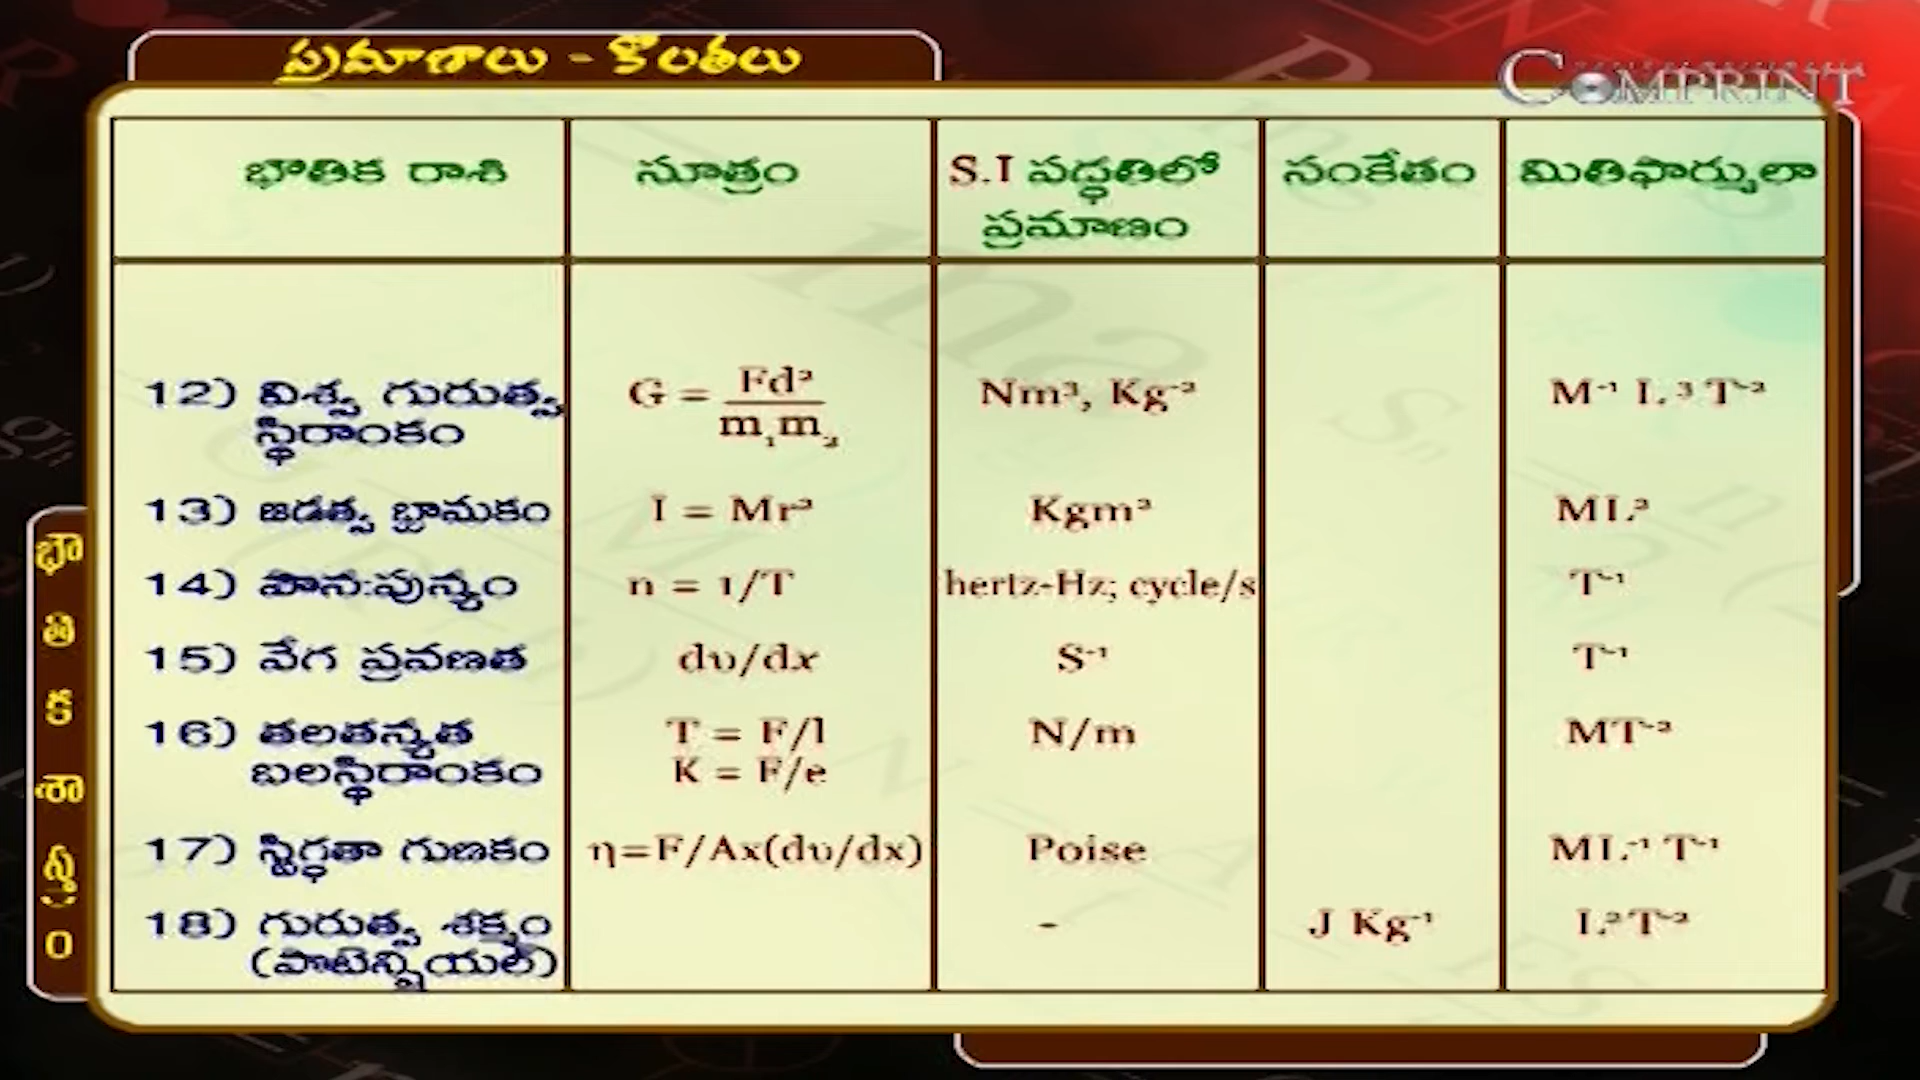 ప్రమాణాలు - కొలతలు
COMPRINT
భౌతిక రాశి సూత్రం S.I పద్ధతిలో ప్రమాణం సంకేతం మితిఫార్ములా
12) విశ్వ గురుత్వ స్థిరాంకం G = Fd²/m₁m₂ Nm², Kg⁻² M⁻¹ L³ T⁻²
13) జడత్వ భ్రామకం I = Mr² Kgm² ML²
14) పౌనఃపున్యం n = 1/T hertz-Hz; cycle/s T⁻¹
15) వేగ ప్రవణత dυ/dx S⁻¹ T⁻¹
16) తలతన్యత T = F/l N/m MT⁻²
బలస్థిరాంకం K = F/e
17) స్నిగ్ధతా గుణకం η=F/Ax(dυ/dx) Poise ML⁻¹ T⁻¹
18) గురుత్వ శక్మం - J Kg⁻¹ L²T⁻²
(పొటెన్షియల్)
భౌతిక శాస్త్రం